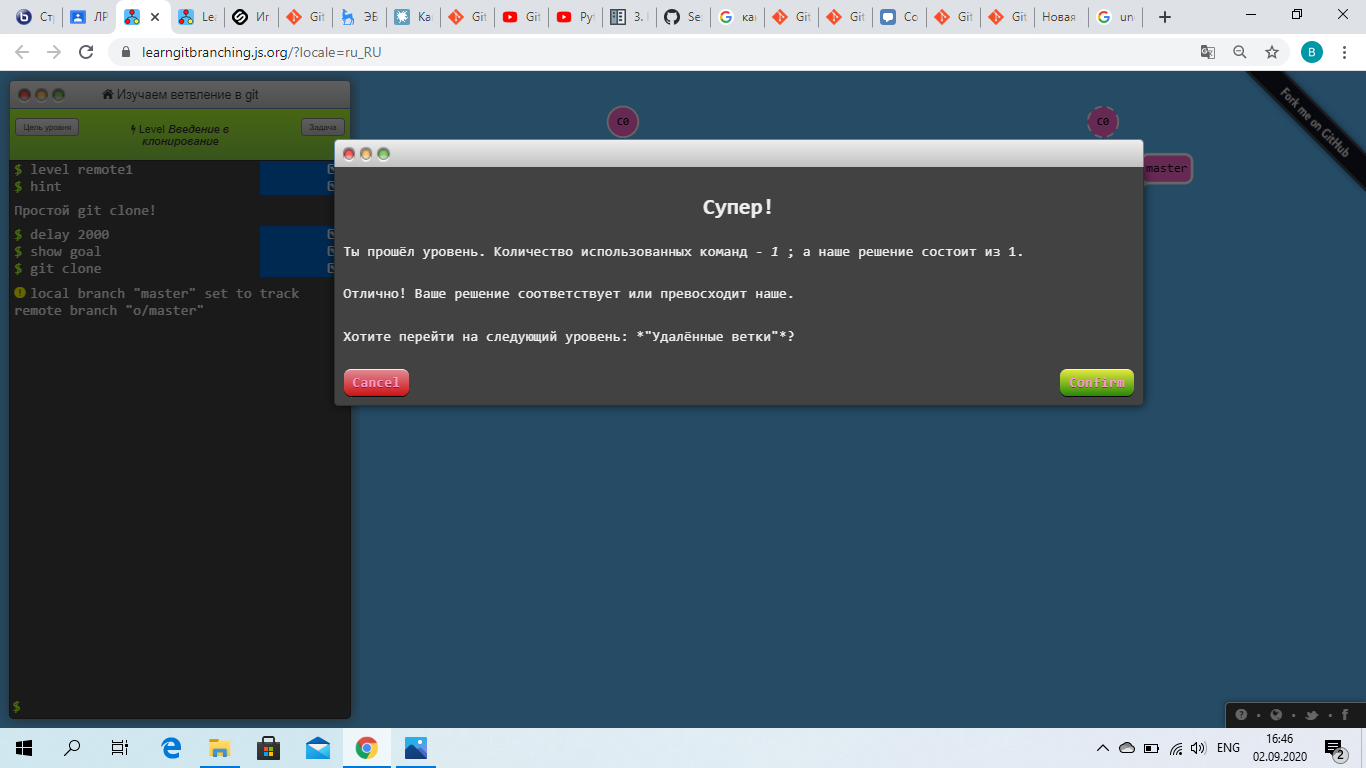 Ст
ЛР
Le
Иг
Git
ЭВ
Ка
Git
Git
Ру
3.
Se
ка
Git
Git
Со
Git
Git
Новая
un
learngitbranching.js.org/?locale=ru_RU
B
Изучаем ветвление в git
Цель уровня
Level Введение в
клонирование
Задача
$ level remote1
$ hint
Простой git clone!
$ delay 2000
$ show goal
$ git clone
local branch "master" set to track
remote branch "o/master"
$
C0
C0
master
Fork me on GitHub
Супер!
Ты прошёл уровень. Количество использованных команд - 1 ; а наше решение состоит из 1.
Отлично! Ваше решение соответствует или превосходит наше.
Хотите перейти на следующий уровень: *"Удалённые ветки"*?
Cancel
Confirm
ENG
16:46
02.09.2020
2